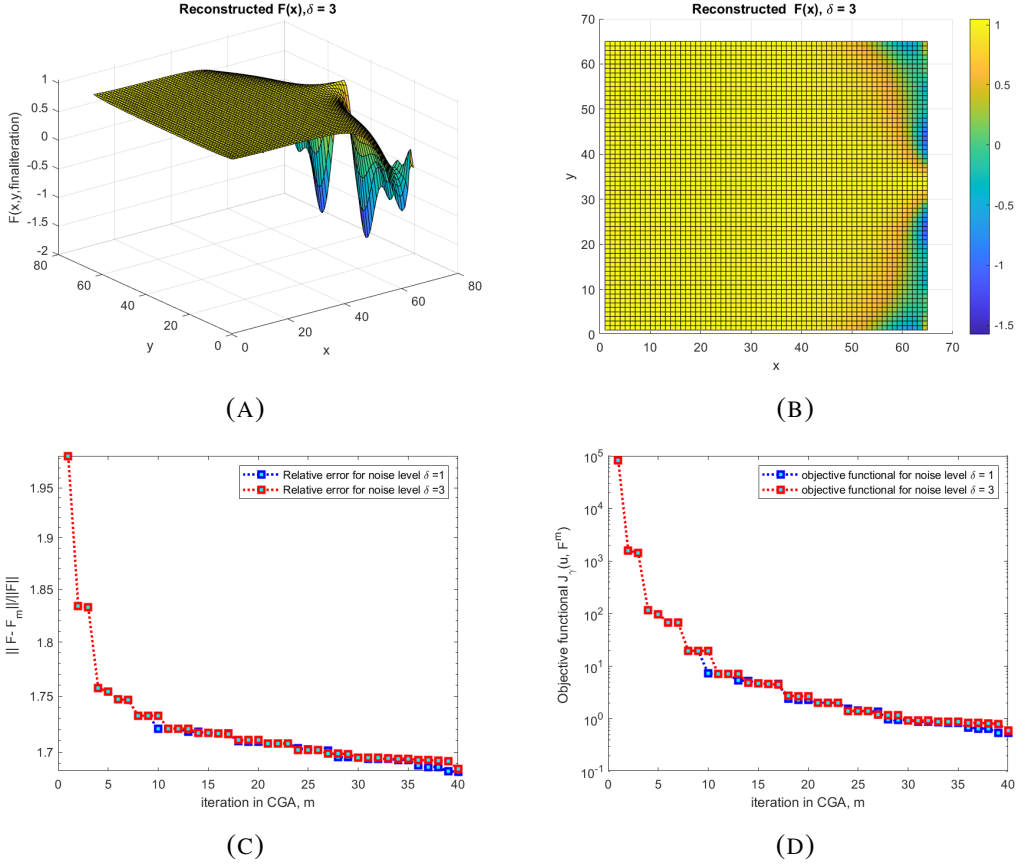 Reconstructed F(x),δ = 3
F(x,y,finaliteration)
1
0.5
0
-0.5
-1
-1.5
-2
80
60
40
20
0
y
0
20
40
60
80
x
(A)
Reconstructed F(x), δ = 3
y
70
60
50
40
30
20
10
0
0 10 20 30 40 50 60 70
x
1
0.5
0
-0.5
-1
-1.5
(B)
|| F- F_m||/||F||
1.95
1.9
1.85
1.8
1.75
1.7
0 5 10 15 20 25 30 35 40
iteration in CGA, m
Relative error for noise level δ =1
Relative error for noise level δ =3
(C)
Objective functional J_γ(u, F^m)
10^5
10^4
10^3
10^2
10^1
10^0
10^-1
0 5 10 15 20 25 30 35 40
iteration in CGA, m
objective functional for noise level δ = 1
objective functional for noise level δ = 3
(D)